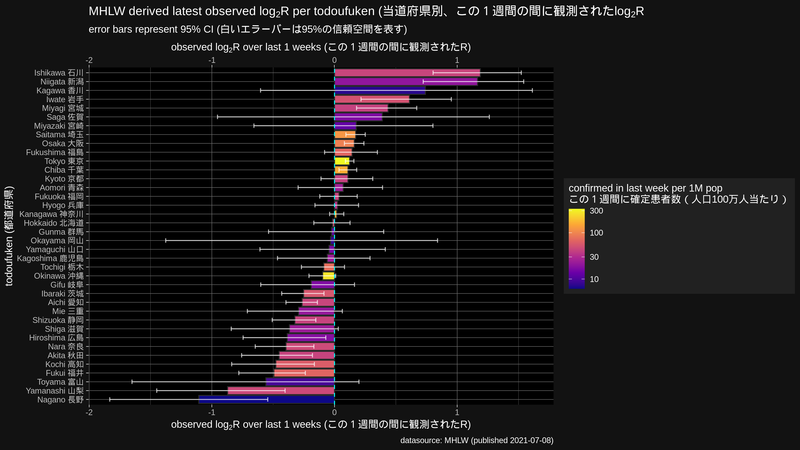 MHLW derived latest observed log2R per todoufuken (当道府県別、この１週間の間に観測されたlog2R
error bars represent 95% CI (白いエラーバーは95%の信頼空間を表す)
observed log2R over last 1 weeks (この１週間の間に観測されたR)
-2 -1 0 1
Ishikawa 石川
Niigata 新潟
Kagawa 香川
Iwate 岩手
Miyagi 宮城
Saga 佐賀
Miyazaki 宮崎
Saitama 埼玉
Osaka 大阪
Fukushima 福島
Tokyo 東京
Chiba 千葉
Kyoto 京都
Aomori 青森
Fukuoka 福岡
Hyogo 兵庫
Kanagawa 神奈川
Hokkaido 北海道
Gunma 群馬
Okayama 岡山
Yamaguchi 山口
Kagoshima 鹿児島
Tochigi 栃木
Okinawa 沖縄
Gifu 岐阜
Ibaraki 茨城
Aichi 愛知
Mie 三重
Shizuoka 静岡
Shiga 滋賀
Hiroshima 広島
Nara 奈良
Akita 秋田
Kochi 高知
Fukui 福井
Toyama 富山
Yamanashi 山梨
Nagano 長野
todoufuken (都道府県)
-2 -1 0 1
observed log2R over last 1 weeks (この１週間の間に観測されたR)
confirmed in last week per 1M pop
この１週間に確定患者数（人口100万人当たり）
300
100
30
10
datasource: MHLW (published 2021-07-08)